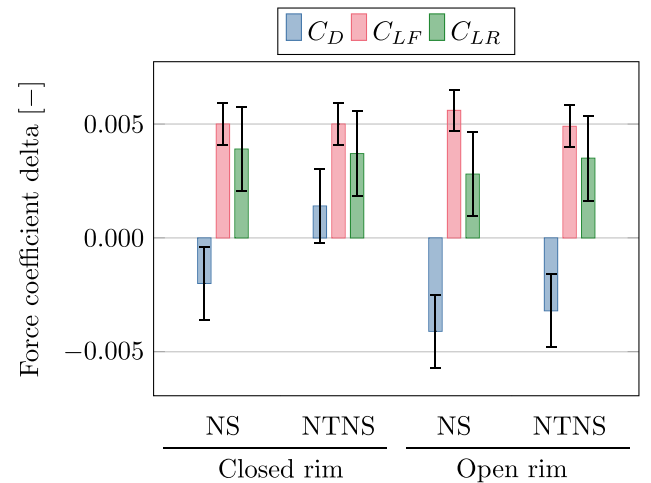 C_D C_LF C_LR
Force coefficient delta [−]
0.005
0.000
−0.005
NS NTNS NS NTNS
Closed rim Open rim